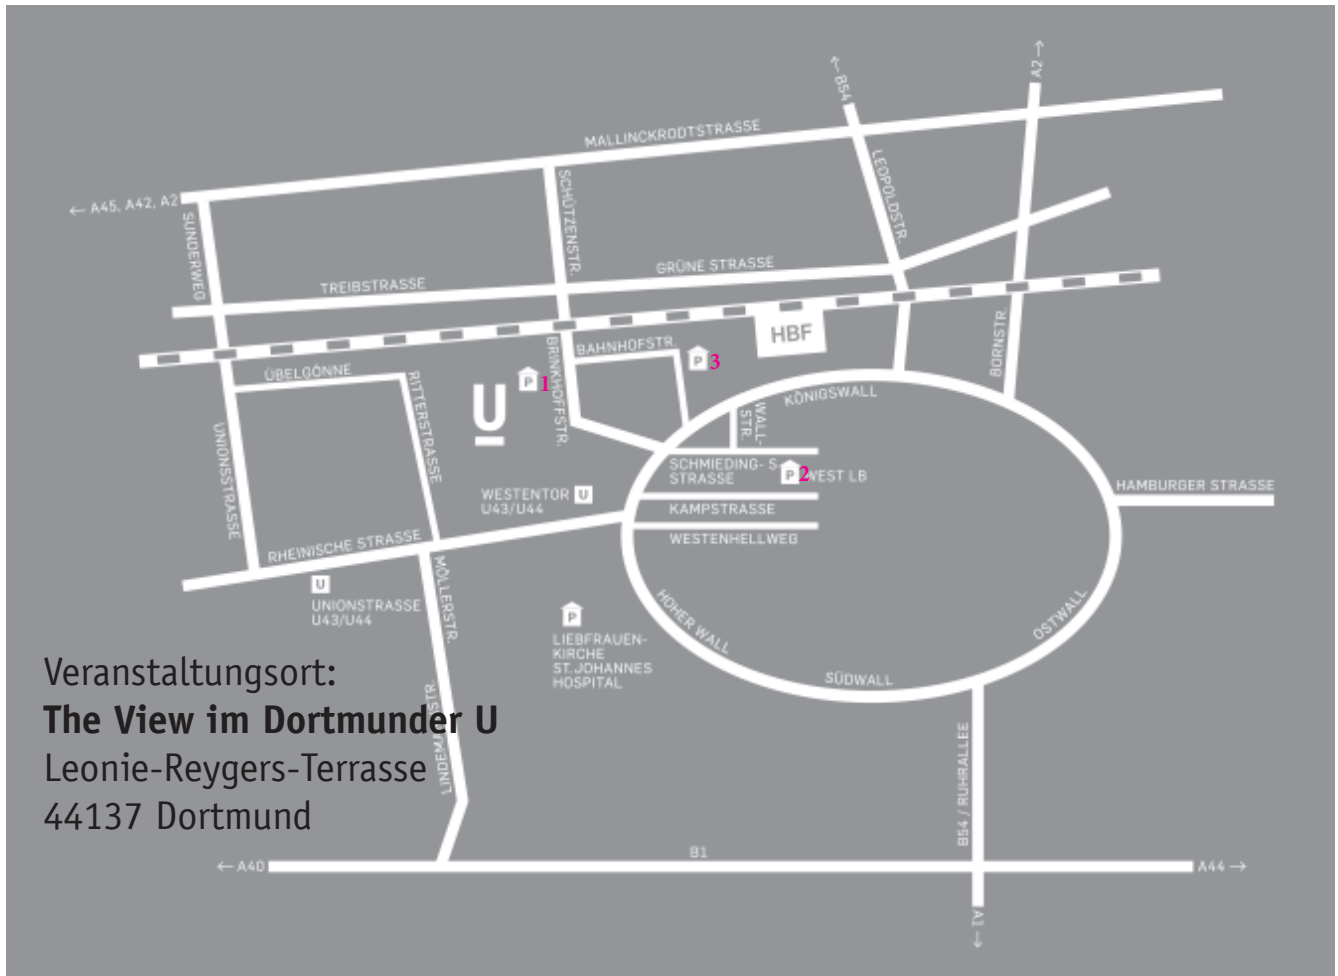 ← B54
A2 →
MALLINCKRODTSTRASSE
LEOPOLDSTR.
← A45, A42, A2
SUNDERWEG
SCHÜTZENSTR.
GRÜNE STRASSE
TREIBSTRASSE
HBF
BORNSTR.
BAHNHOFSTR.
P 3
BRINKHOFFSTR.
ÜBELGÖNNE
P 1
U
RITTERSTRASSE
KÖNIGSWALL
WALL-
STR.
UNIONSSTRASSE
SCHMIEDING-
STRASSE
P 2 WEST LB
HAMBURGER STRASSE
WESTENTOR U
U43/U44
KAMPSTRASSE
WESTENHELLWEG
RHEINISCHE STRASSE
U
UNIONSTRASSE
U43/U44
MÖLLERSTR.
P
LIEBFRAUEN-
KIRCHE
ST.JOHANNES
HOSPITAL
HOHER WALL
OSTWALL
SÜDWALL
Veranstaltungsort:
The View im Dortmunder U
Leonie-Reygers-Terrasse
44137 Dortmund
B54 / RUHRALLEE
B1
← A40
A44 →
A1 →